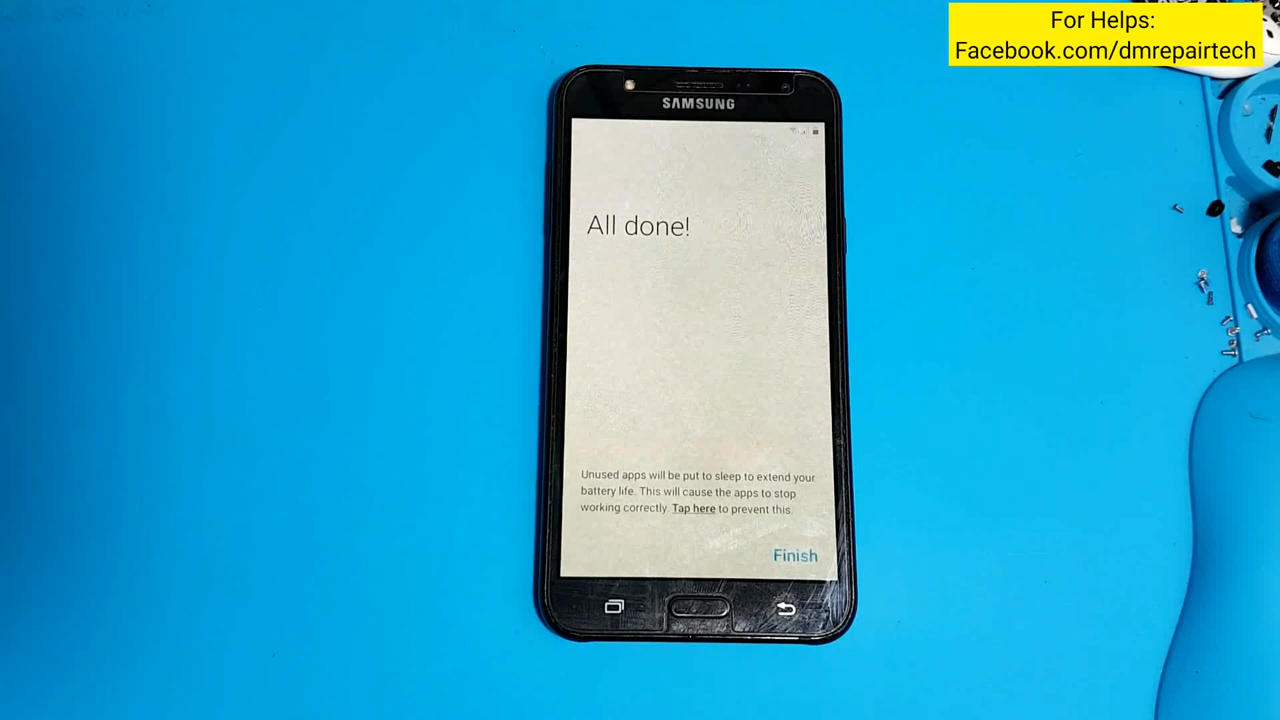 For Helps:
Facebook.com/dmrepairtech
SAMSUNG
All done!
Unused apps will be put to sleep to extend your
battery life. This will cause the apps to stop
working correctly. Tap here to prevent this.
Finish